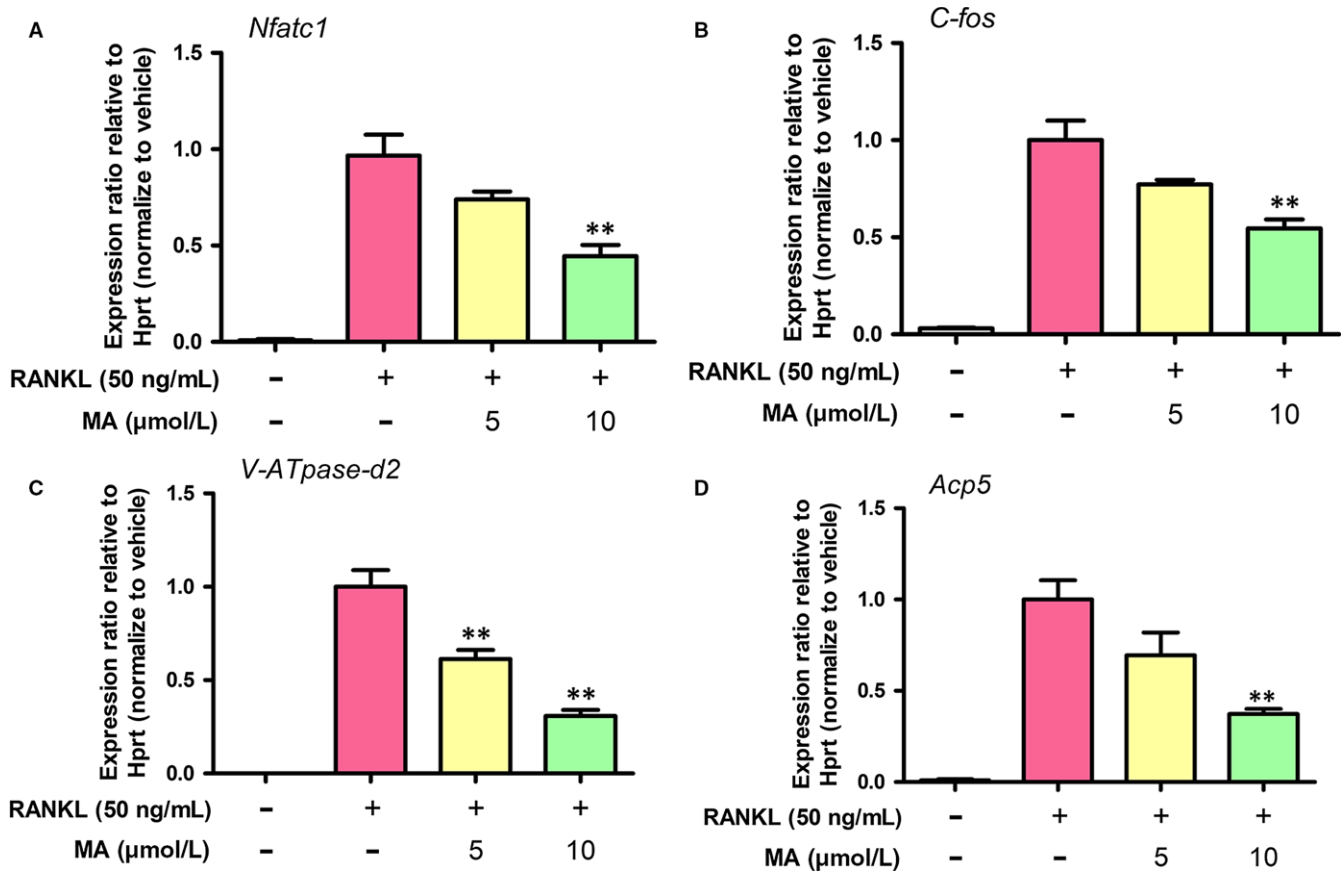 A
Nfatc1
Expression ratio relative to
Hprt (normalize to vehicle)
1.5
1.0
0.5
0.0
**
RANKL (50 ng/mL) – + + +
MA (µmol/L) – – 5 10
B
C-fos
Expression ratio relative to
Hprt (normalize to vehicle)
1.5
1.0
0.5
0.0
**
RANKL (50 ng/mL) – + + +
MA (µmol/L) – – 5 10
C
V-ATpase-d2
Expression ratio relative to
Hprt (normalize to vehicle)
1.5
1.0
0.5
0.0
**
**
RANKL (50 ng/mL) – + + +
MA (µmol/L) – – 5 10
D
Acp5
Expression ratio relative to
Hprt (normalize to vehicle)
1.5
1.0
0.5
0.0
**
RANKL (50 ng/mL) – + + +
MA (µmol/L) – – 5 10